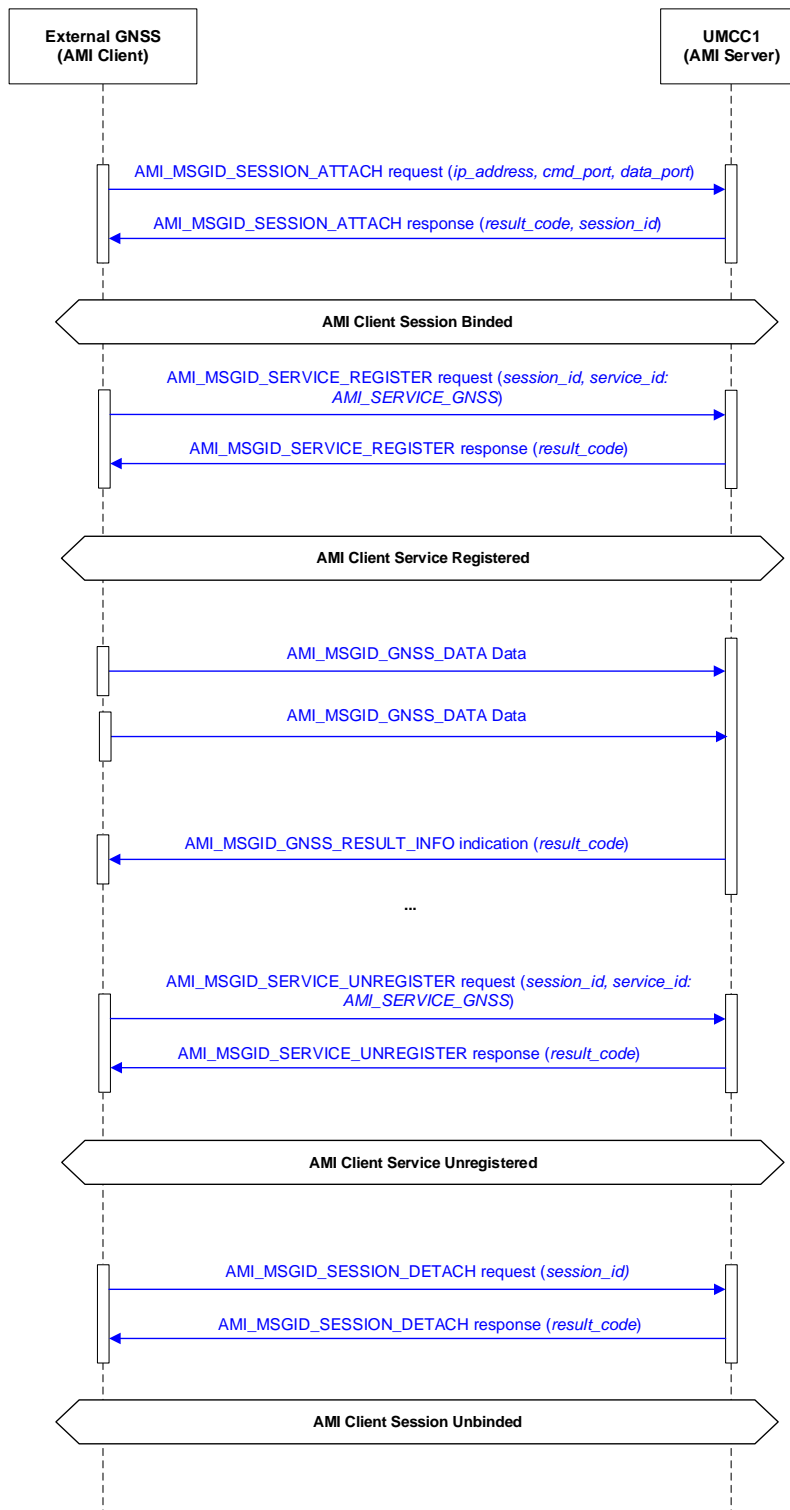 External GNSS
(AMI Client)
UMCC1
(AMI Server)
AMI_MSGID_SESSION_ATTACH request (ip_address, cmd_port, data_port)
AMI_MSGID_SESSION_ATTACH response (result_code, session_id)
AMI Client Session Binded
AMI_MSGID_SERVICE_REGISTER request (session_id, service_id:
AMI_SERVICE_GNSS)
AMI_MSGID_SERVICE_REGISTER response (result_code)
AMI Client Service Registered
AMI_MSGID_GNSS_DATA Data
AMI_MSGID_GNSS_DATA Data
AMI_MSGID_GNSS_RESULT_INFO indication (result_code)
...
AMI_MSGID_SERVICE_UNREGISTER request (session_id, service_id:
AMI_SERVICE_GNSS)
AMI_MSGID_SERVICE_UNREGISTER response (result_code)
AMI Client Service Unregistered
AMI_MSGID_SESSION_DETACH request (session_id)
AMI_MSGID_SESSION_DETACH response (result_code)
AMI Client Session Unbinded